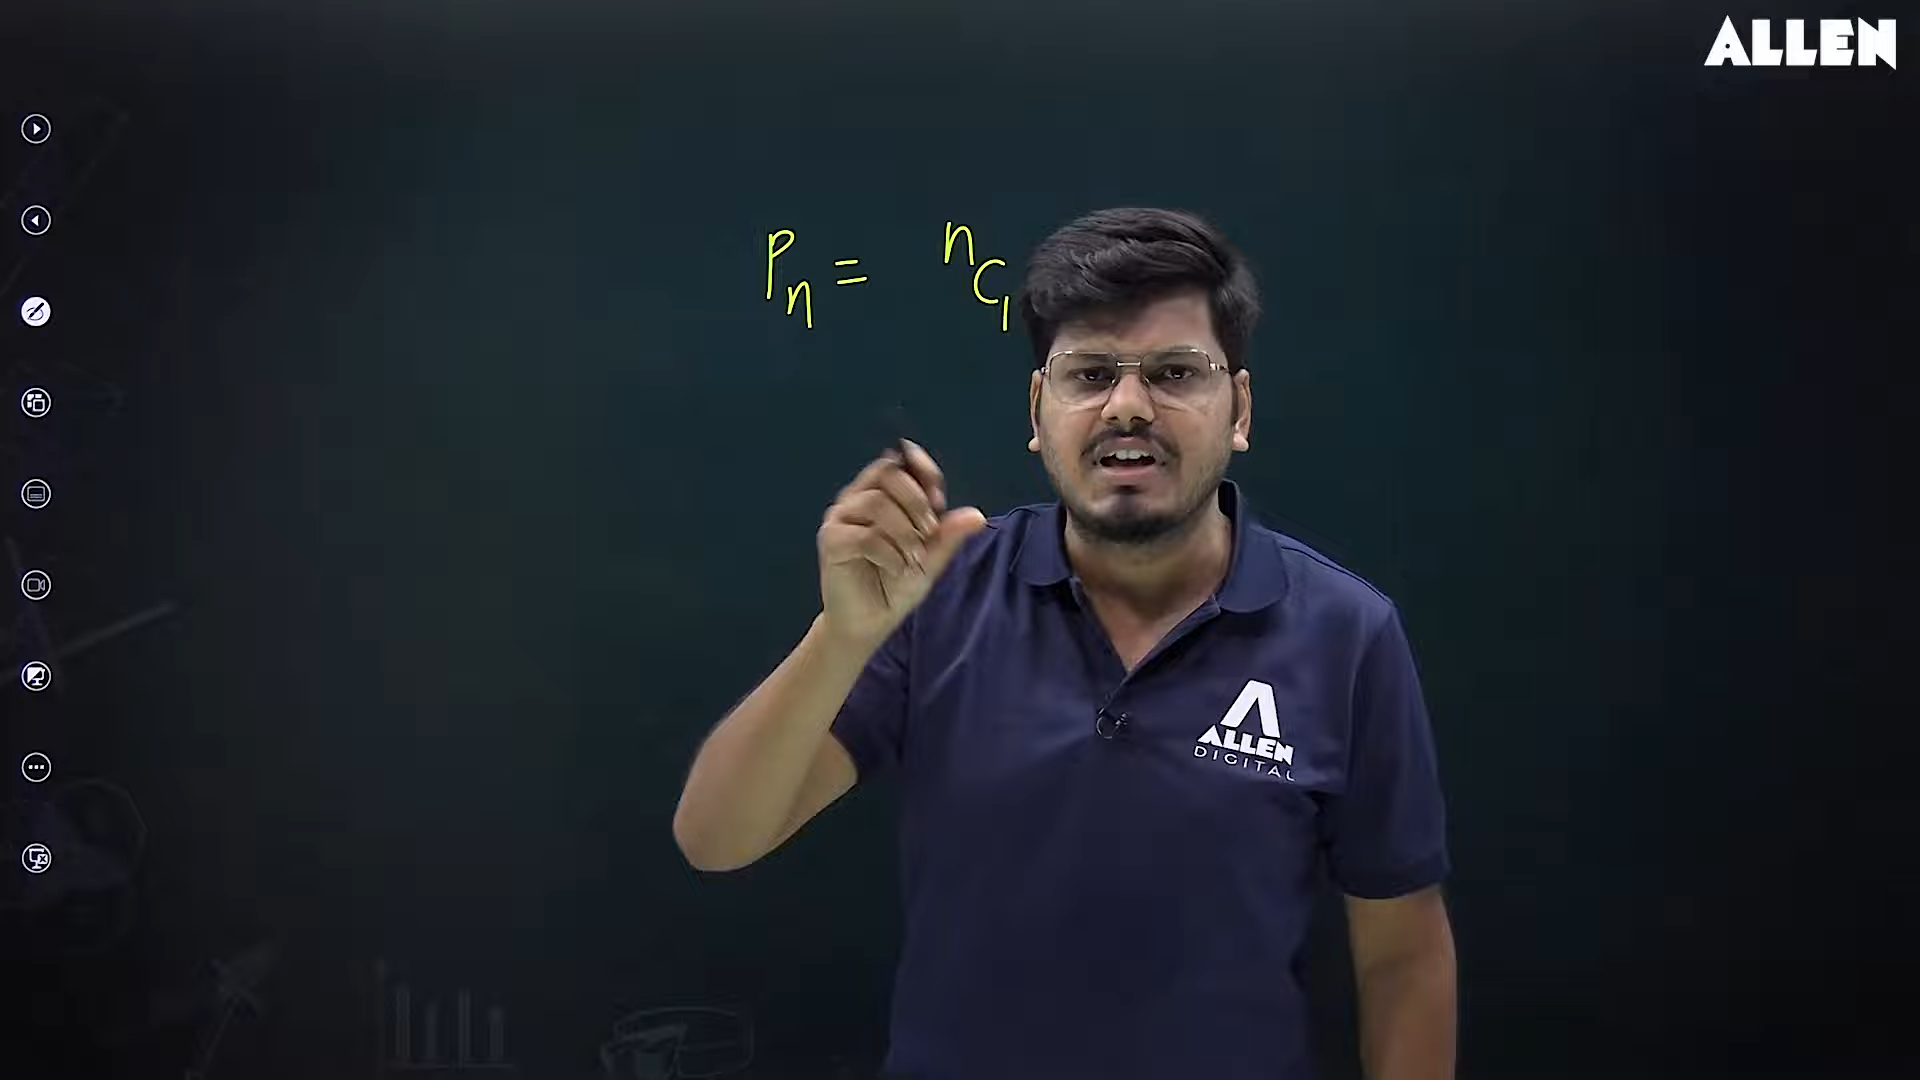 ALLEN
Pₙ = ⁿC₁
ALLEN
DIGITAL